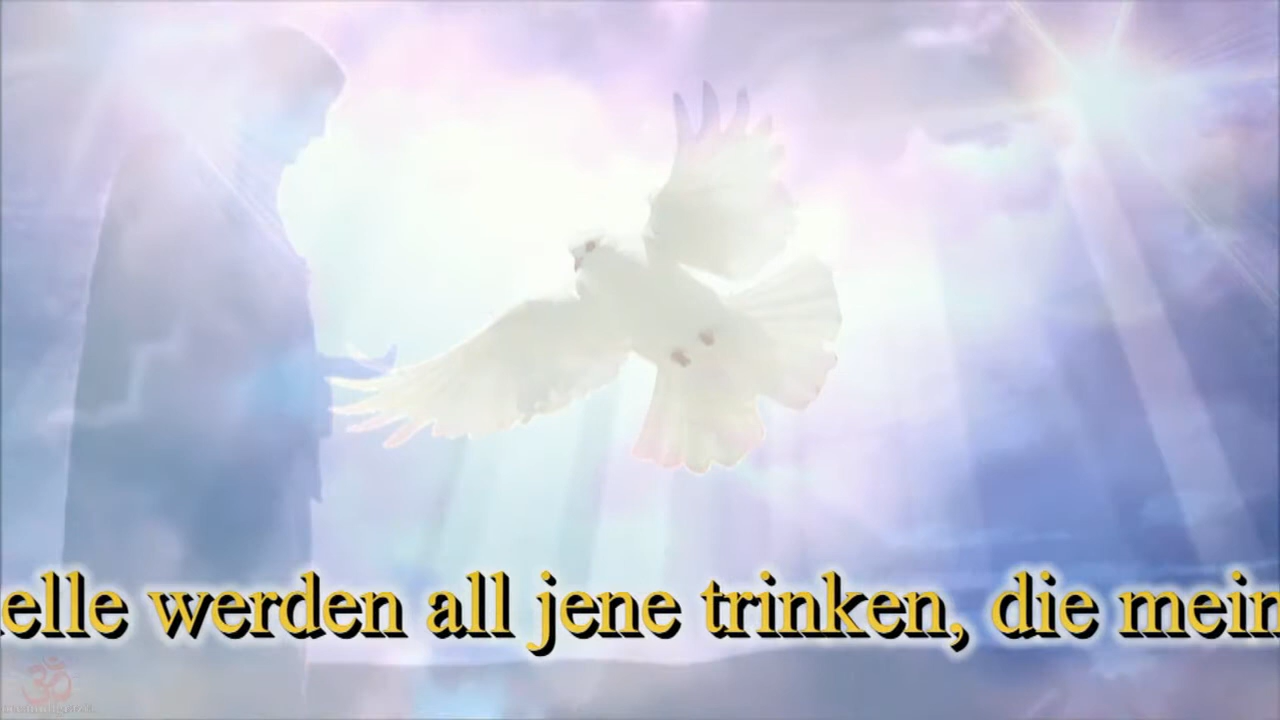 elle werden all jene trinken, die mein
ॐ